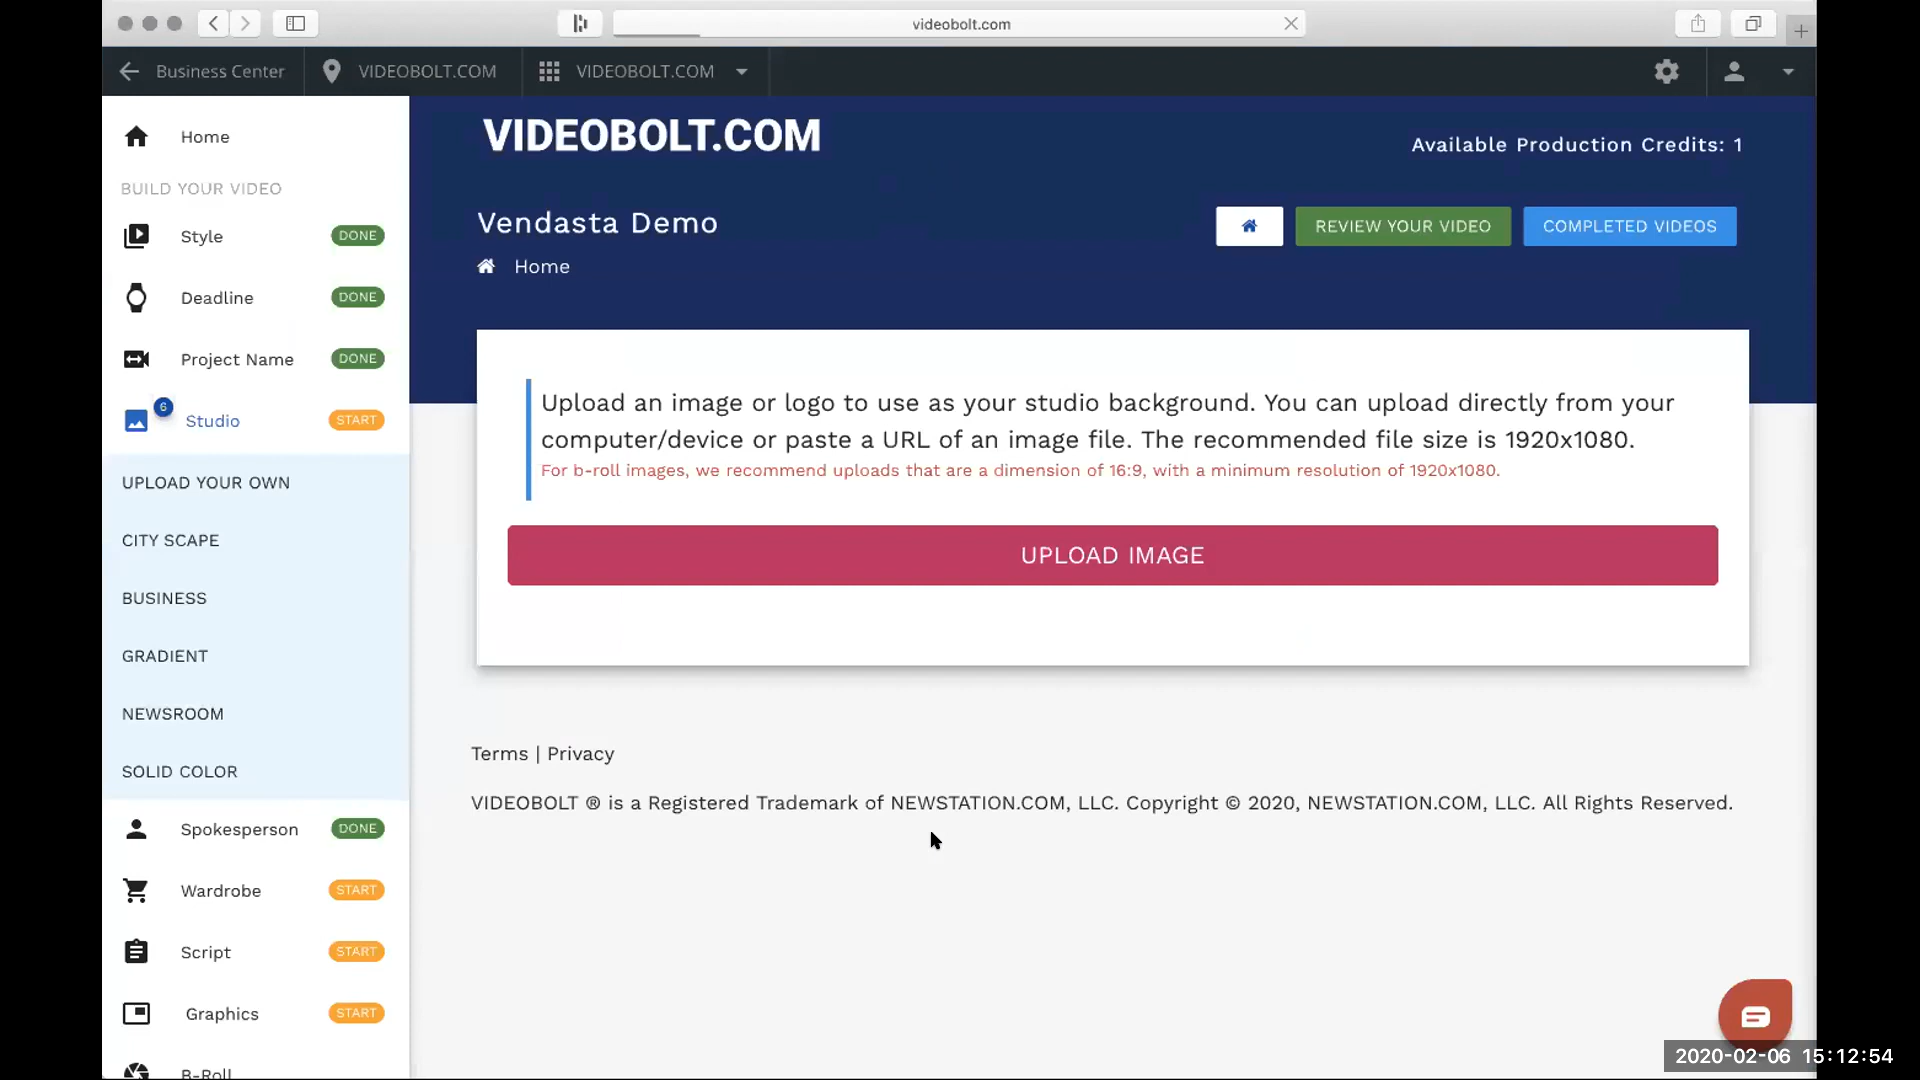 videobolt.com
Business Center
VIDEOBOLT.COM
VIDEOBOLT.COM
Home
BUILD YOUR VIDEO
Style DONE
Deadline DONE
Project Name DONE
6
Studio START
UPLOAD YOUR OWN
CITY SCAPE
BUSINESS
GRADIENT
NEWSROOM
SOLID COLOR
Spokesperson DONE
Wardrobe START
Script START
Graphics START
B-Roll
VIDEOBOLT.COM
Available Production Credits: 1
Vendasta Demo
REVIEW YOUR VIDEO
COMPLETED VIDEOS
Home
Upload an image or logo to use as your studio background. You can upload directly from your
computer/device or paste a URL of an image file. The recommended file size is 1920x1080.
For b-roll images, we recommend uploads that are a dimension of 16:9, with a minimum resolution of 1920x1080.
UPLOAD IMAGE
Terms | Privacy
VIDEOBOLT ® is a Registered Trademark of NEWSTATION.COM, LLC. Copyright © 2020, NEWSTATION.COM, LLC. All Rights Reserved.
2020-02-06 15:12:54